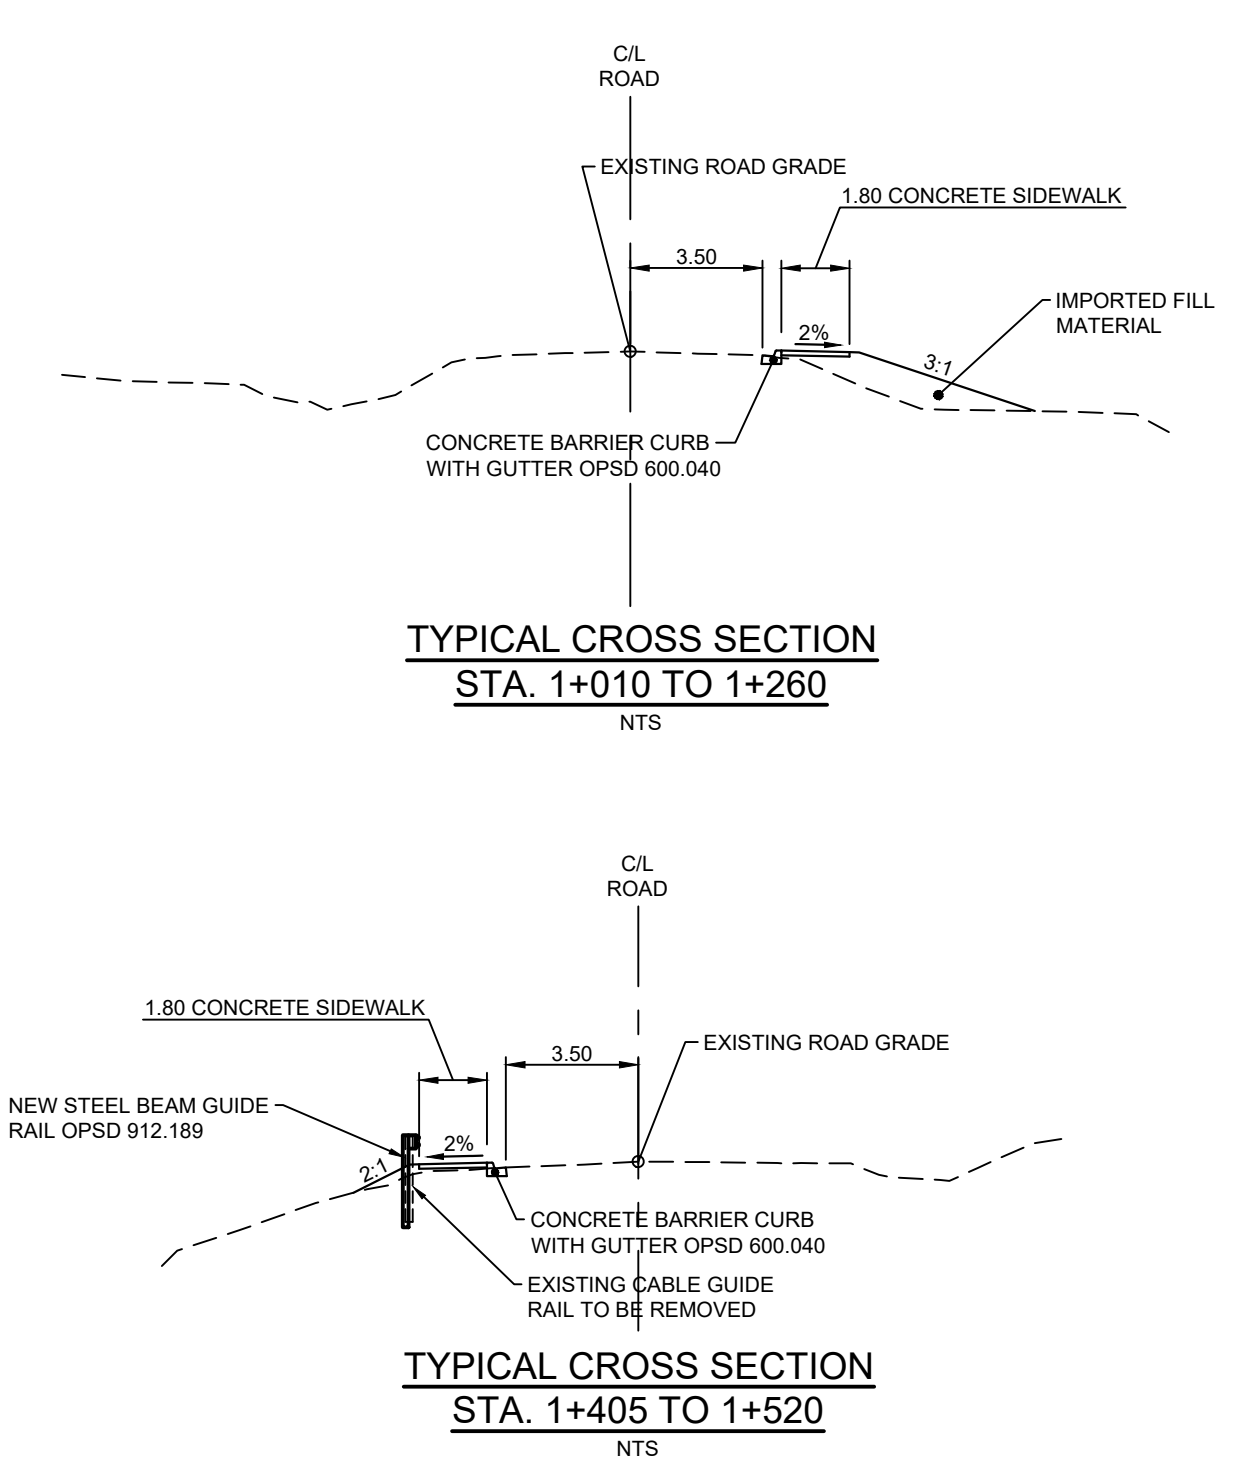 C/L
ROAD
EXISTING ROAD GRADE
1.80 CONCRETE SIDEWALK
3.50
IMPORTED FILL
MATERIAL
2%
3:1
CONCRETE BARRIER CURB
WITH GUTTER OPSD 600.040
TYPICAL CROSS SECTION
STA. 1+010 TO 1+260
NTS
C/L
ROAD
1.80 CONCRETE SIDEWALK
EXISTING ROAD GRADE
3.50
NEW STEEL BEAM GUIDE
RAIL OPSD 912.189
2%
2:1
CONCRETE BARRIER CURB
WITH GUTTER OPSD 600.040
EXISTING CABLE GUIDE
RAIL TO BE REMOVED
TYPICAL CROSS SECTION
STA. 1+405 TO 1+520
NTS